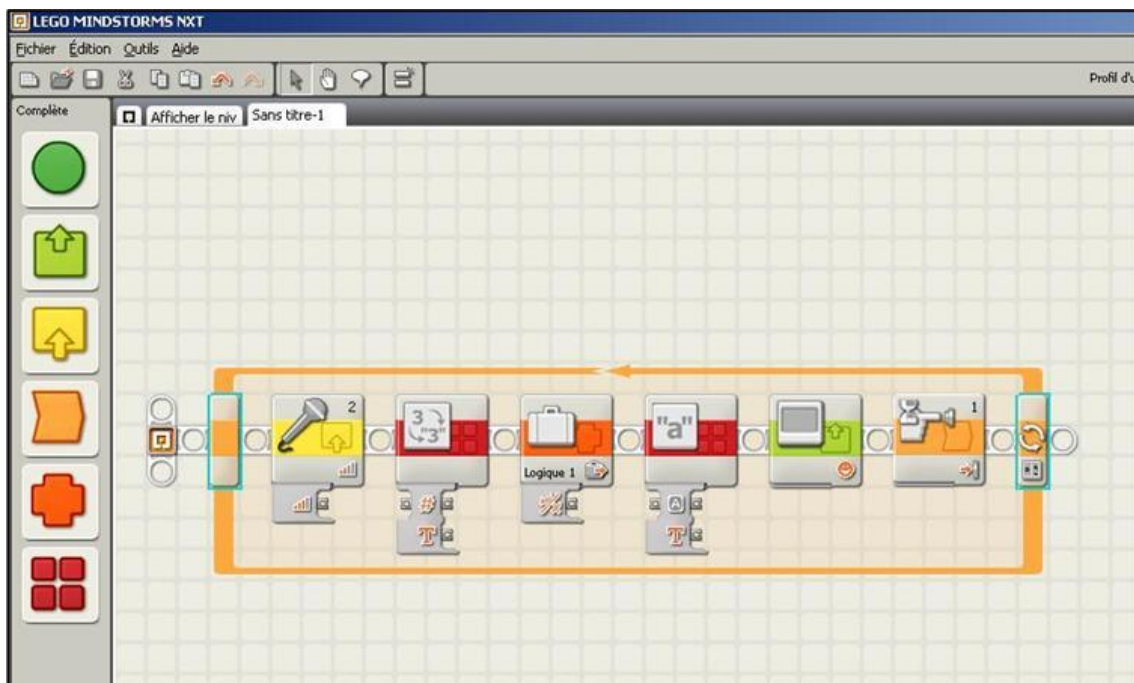 LEGO MINDSTORMS NXT
Fichier Édition Outils Aide
Profil d'u
Complète
Afficher le niv Sans titre-1
2
3
"3"
"a"
1
Logique 1
#
A
T
T